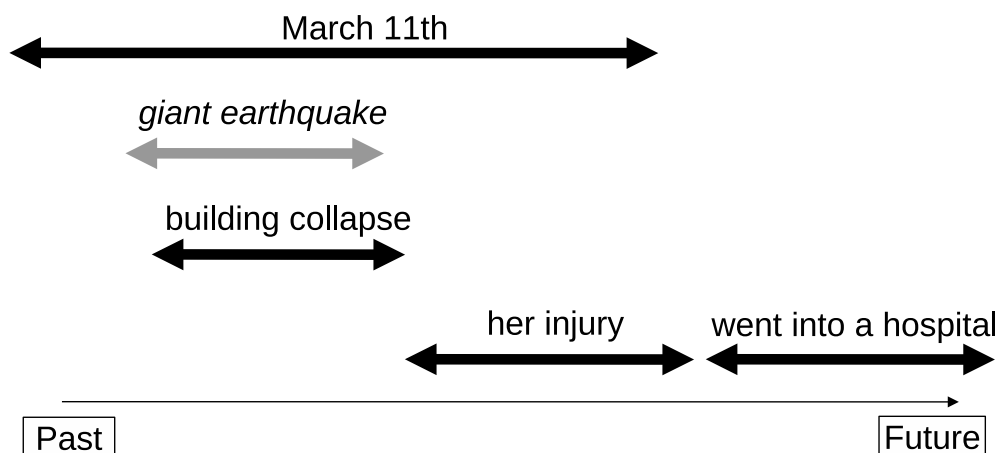 March 11th
giant earthquake
building collapse
her injury
went into a hospital
Past
Future